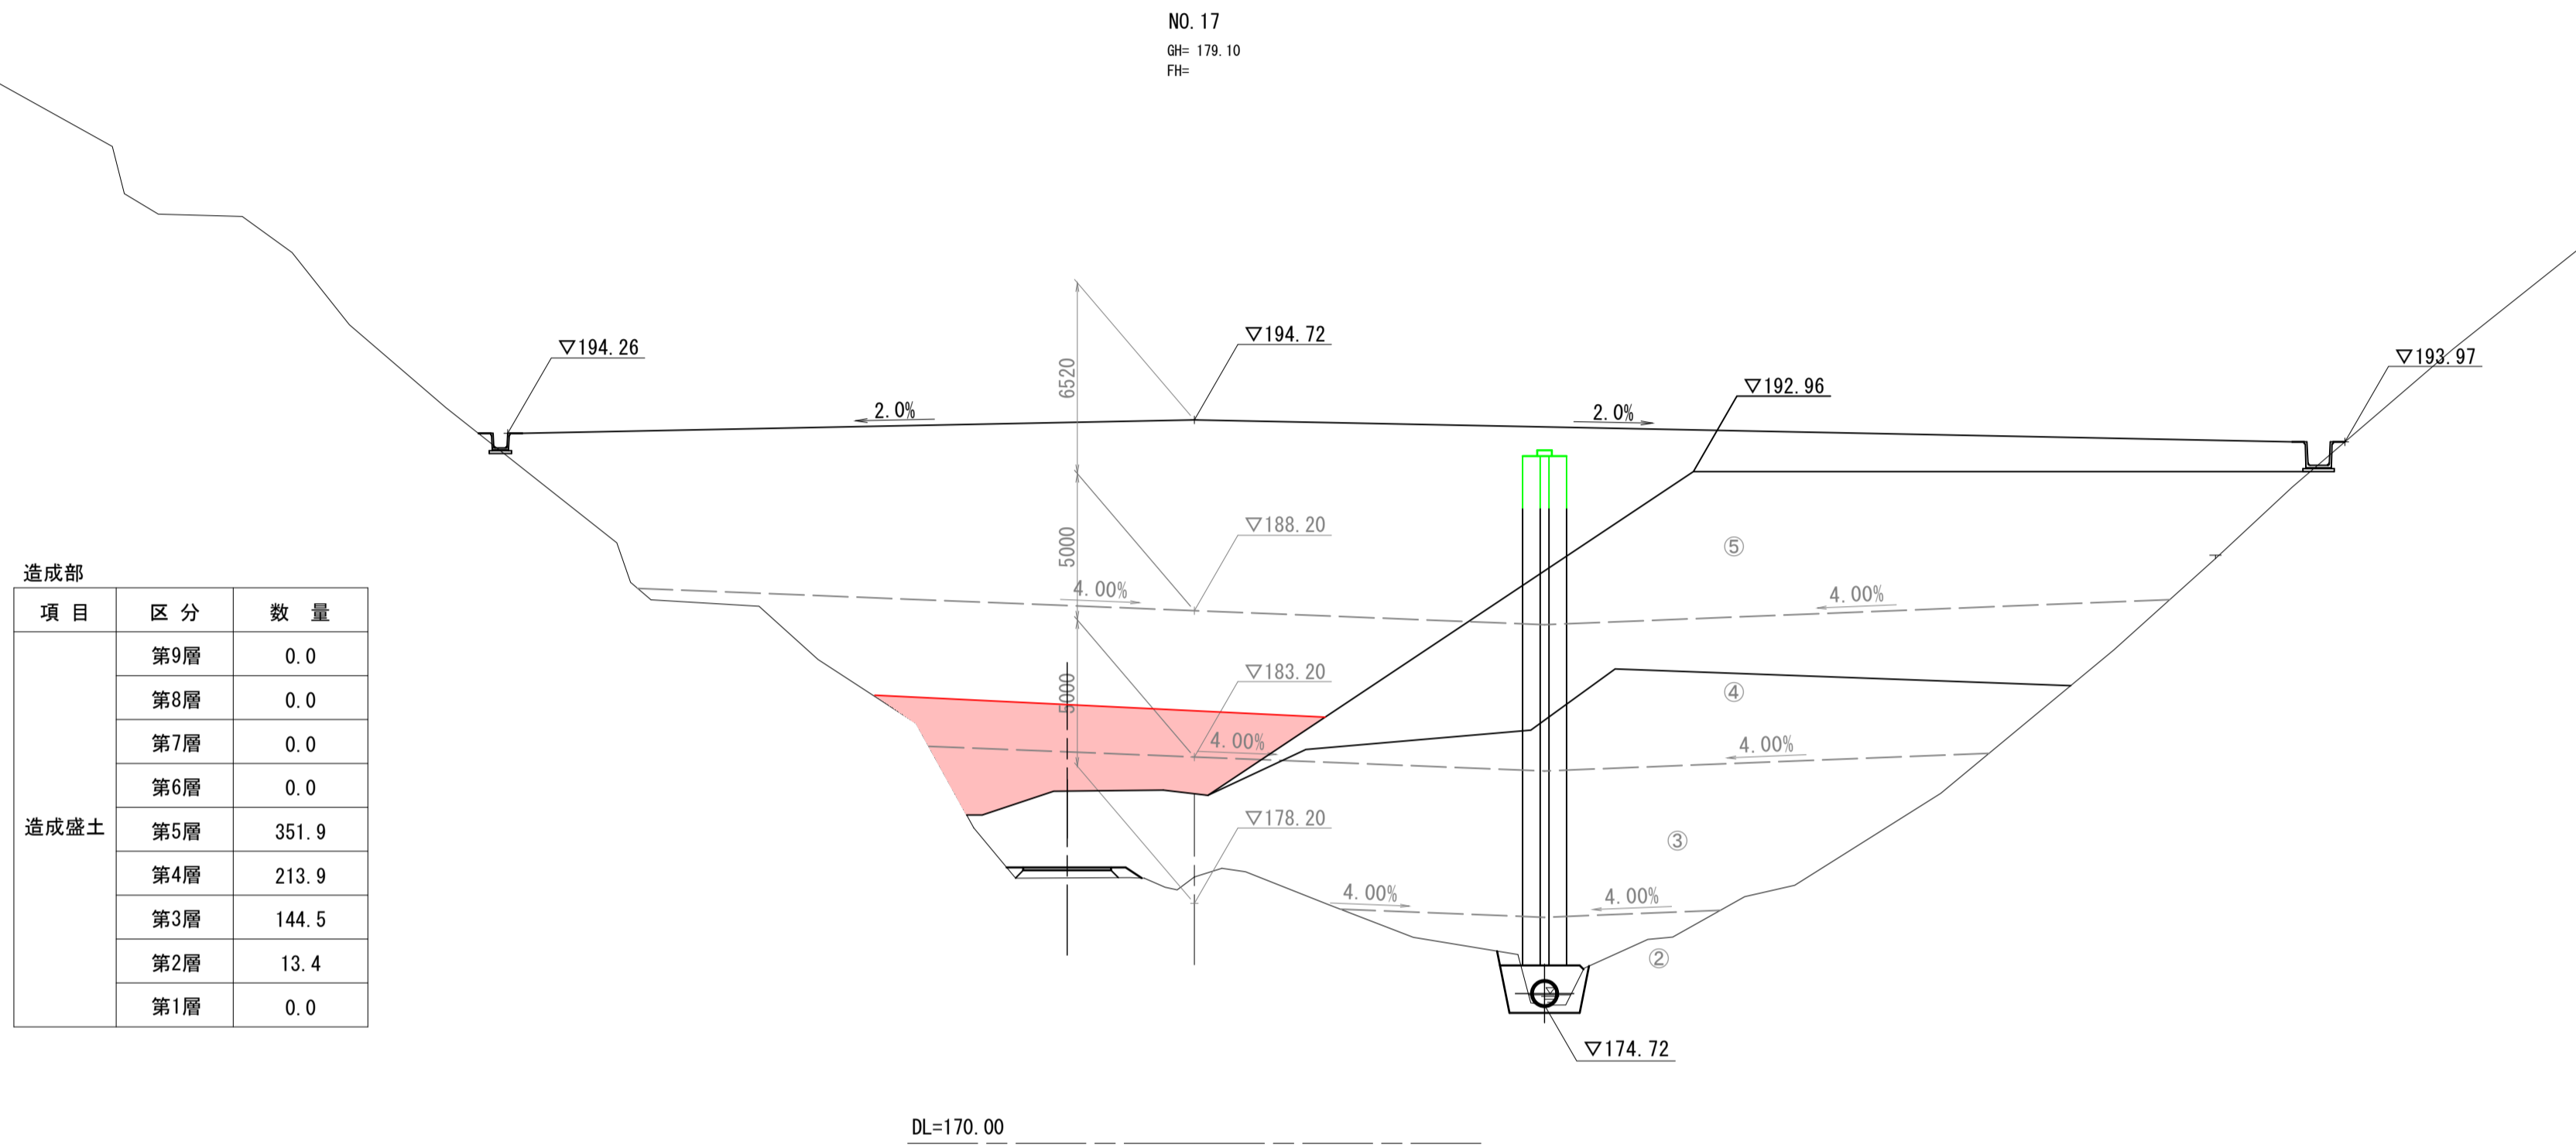 NO. 17
GH= 179.10
FH=
▽194.26
▽194.72
▽193.97
▽192.96
6520
2.0%
2.0%
▽188.20
5000
⑤
4.00%
4.00%
▽183.20
5000
④
4.00%
4.00%
▽178.20
③
4.00%
4.00%
②
▽174.72
DL=170.00
造成部
項 目 区 分 数 量
造成盛土
第9層 0.0
第8層 0.0
第7層 0.0
第6層 0.0
第5層 351.9
第4層 213.9
第3層 144.5
第2層 13.4
第1層 0.0